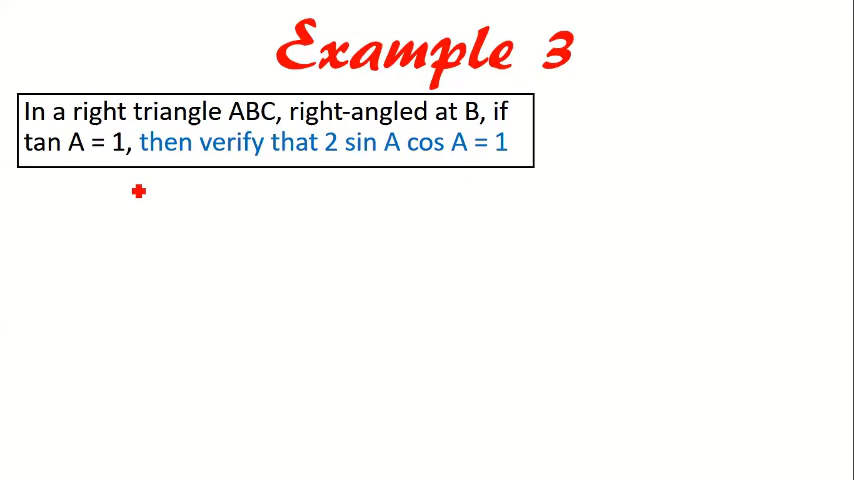 Example 3
In a right triangle ABC, right-angled at B, if
tan A = 1, then verify that 2 sin A cos A = 1